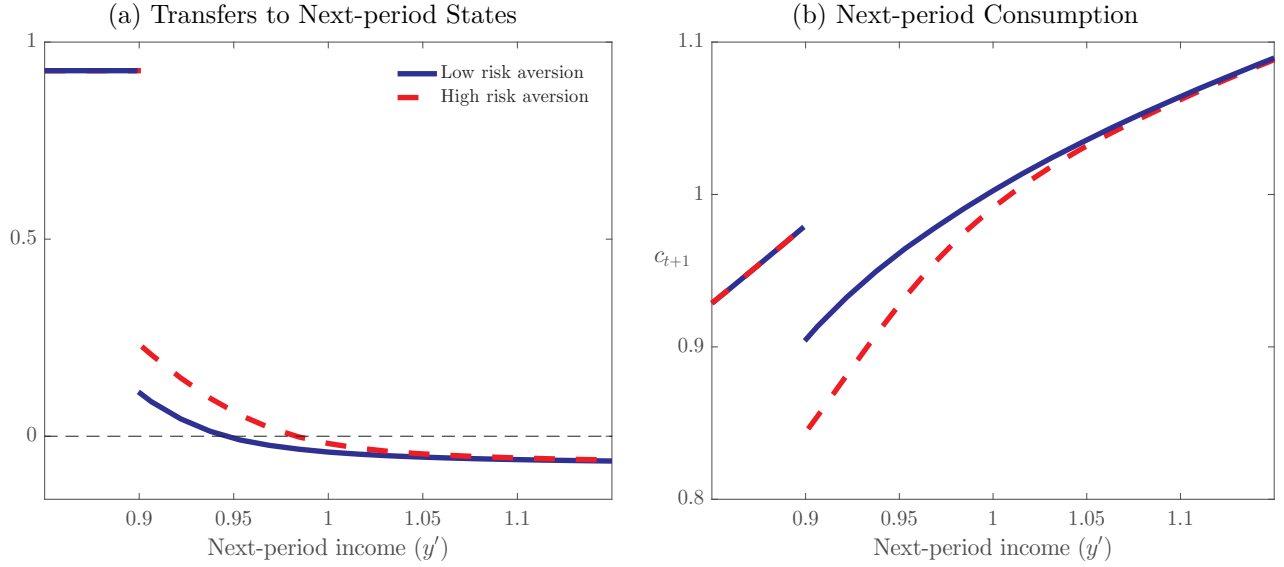 (a) Transfers to Next-period States
1
0.5
0
0.9
0.95
1
1.05
1.1
Next-period income (y′)
Low risk aversion
High risk aversion
(b) Next-period Consumption
1.1
1
0.9
0.8
c_{t+1}
0.9
0.95
1
1.05
1.1
Next-period income (y′)